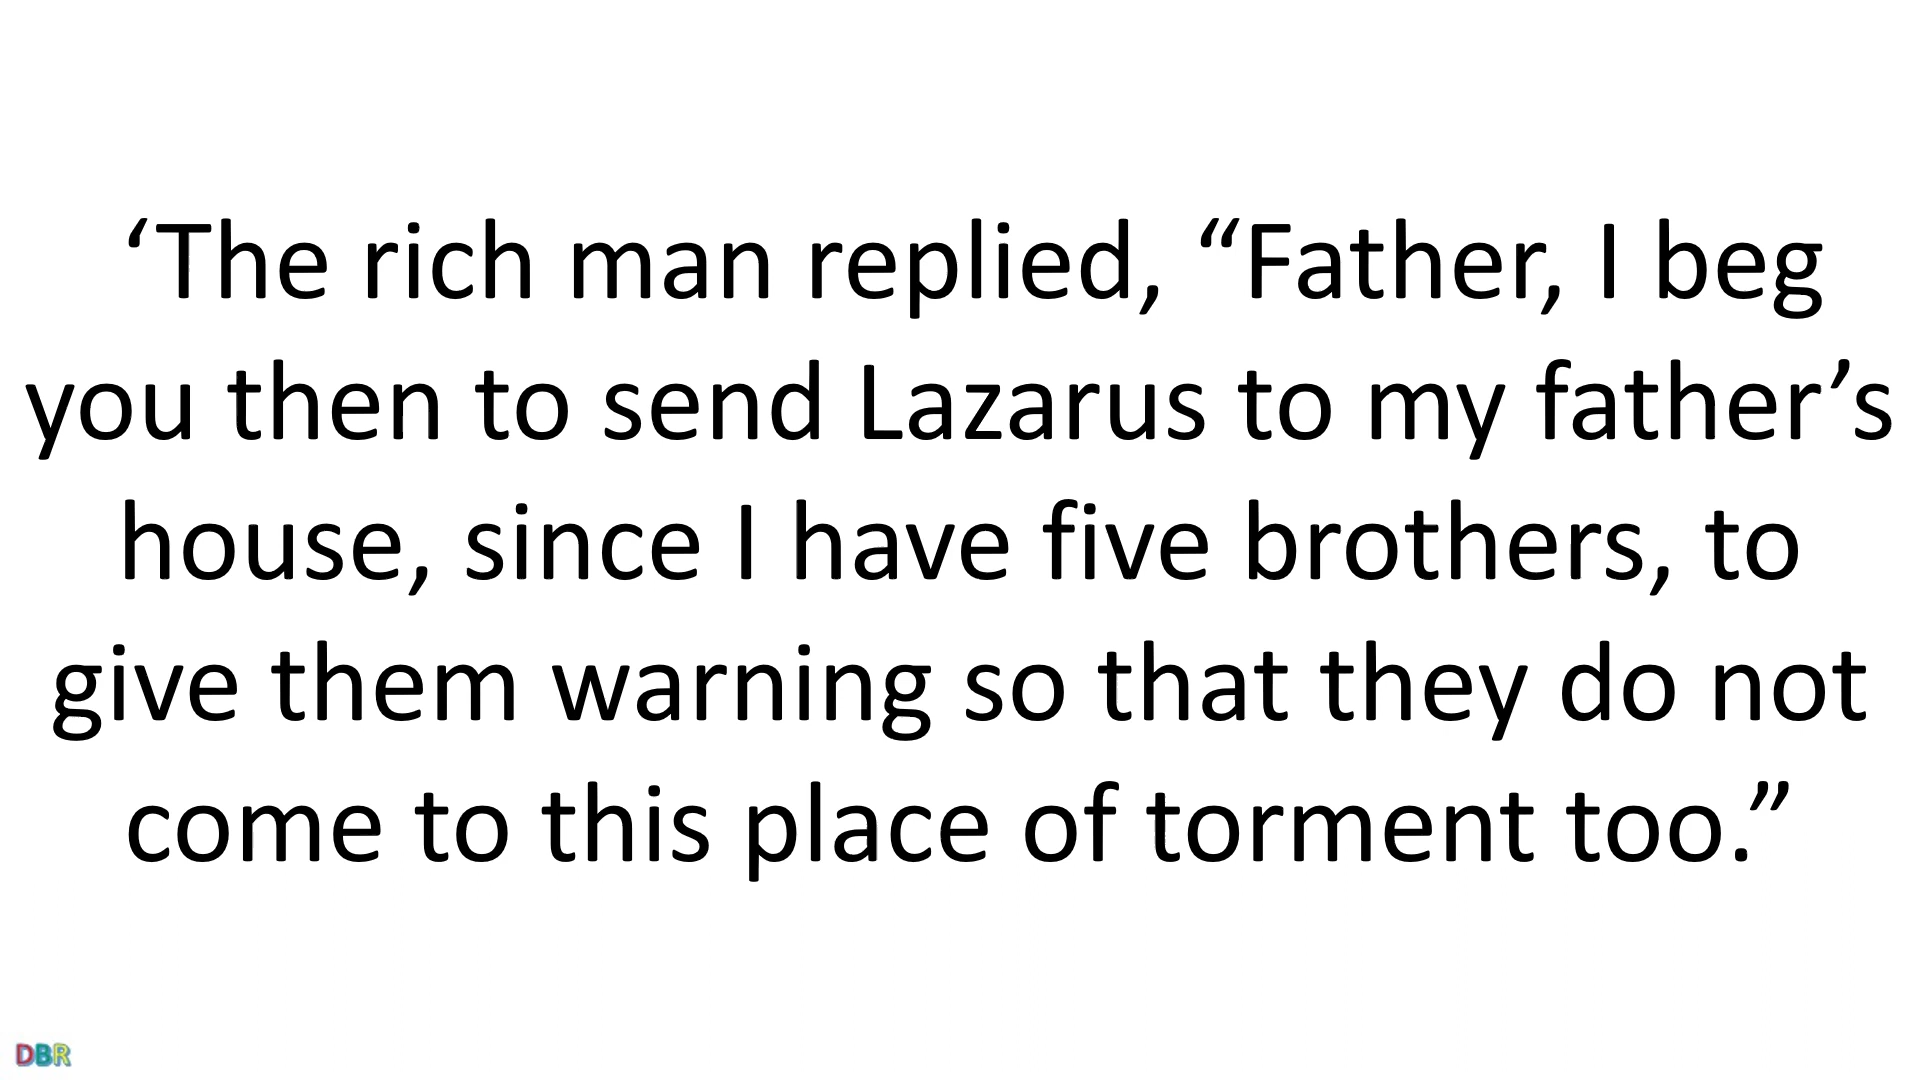 ‘The rich man replied, “Father, I beg
you then to send Lazarus to my father’s
house, since I have five brothers, to
give them warning so that they do not
come to this place of torment too.”
DBR